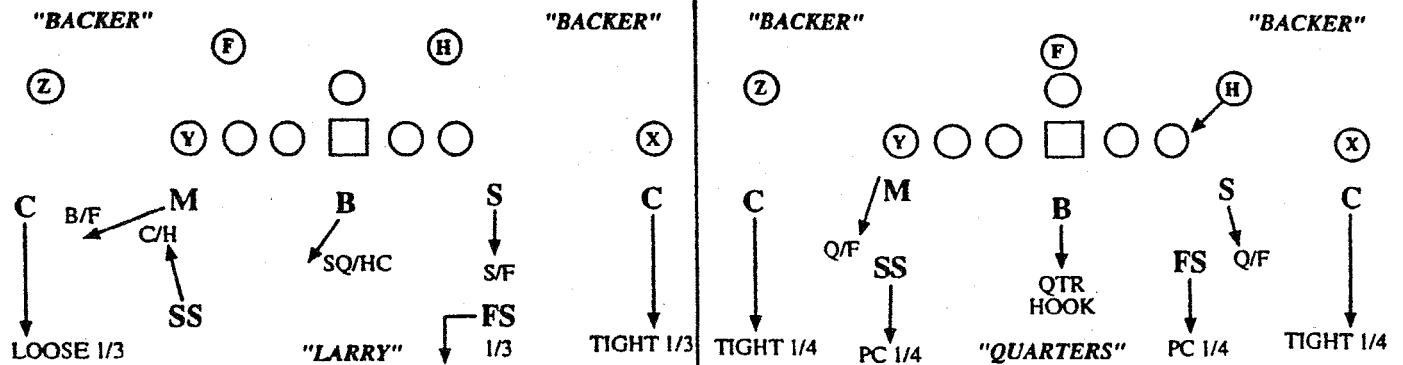 "BACKER" "BACKER"
F H
Z
Y X
C M B S C
B/F
C/H
SQ/HC
S/F
SS FS
LOOSE 1/3 "LARRY" 1/3 TIGHT 1/3
"BACKER" "BACKER"
F
Z H
Y X
C M B S C
Q/F SS FS Q/F
QTR
HOOK
TIGHT 1/4 PC 1/4 "QUARTERS" PC 1/4 TIGHT 1/4